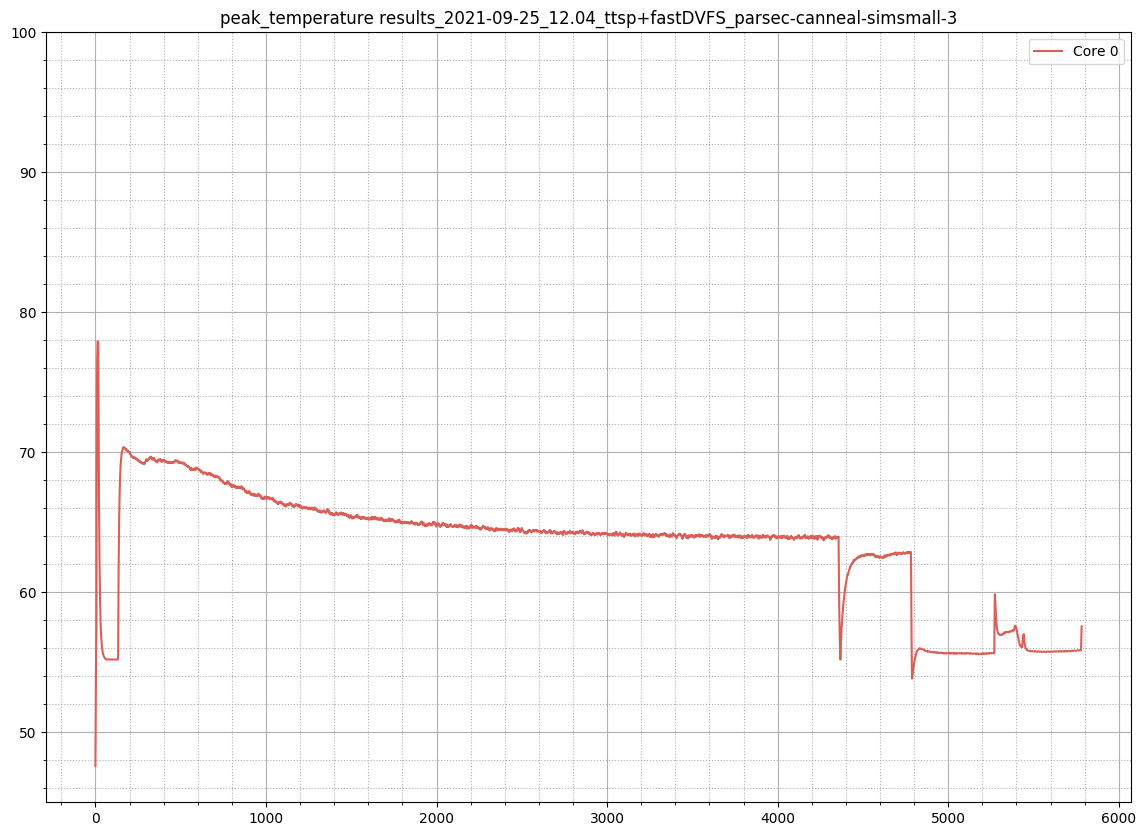 peak_temperature results_2021-09-25_12.04_ttsp+fastDVFS_parsec-canneal-simsmall-3
Core 0
100
90
80
70
60
50
0 1000 2000 3000 4000 5000 6000